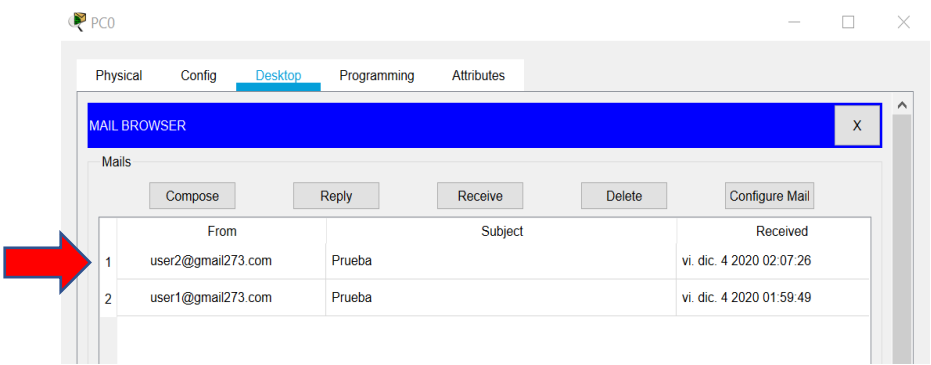 PC0
Physical Config Desktop Programming Attributes
MAIL BROWSER X
Mails
Compose Reply Receive Delete Configure Mail
From Subject Received
1 user2@gmail273.com Prueba vi. dic. 4 2020 02:07:26
2 user1@gmail273.com Prueba vi. dic. 4 2020 01:59:49